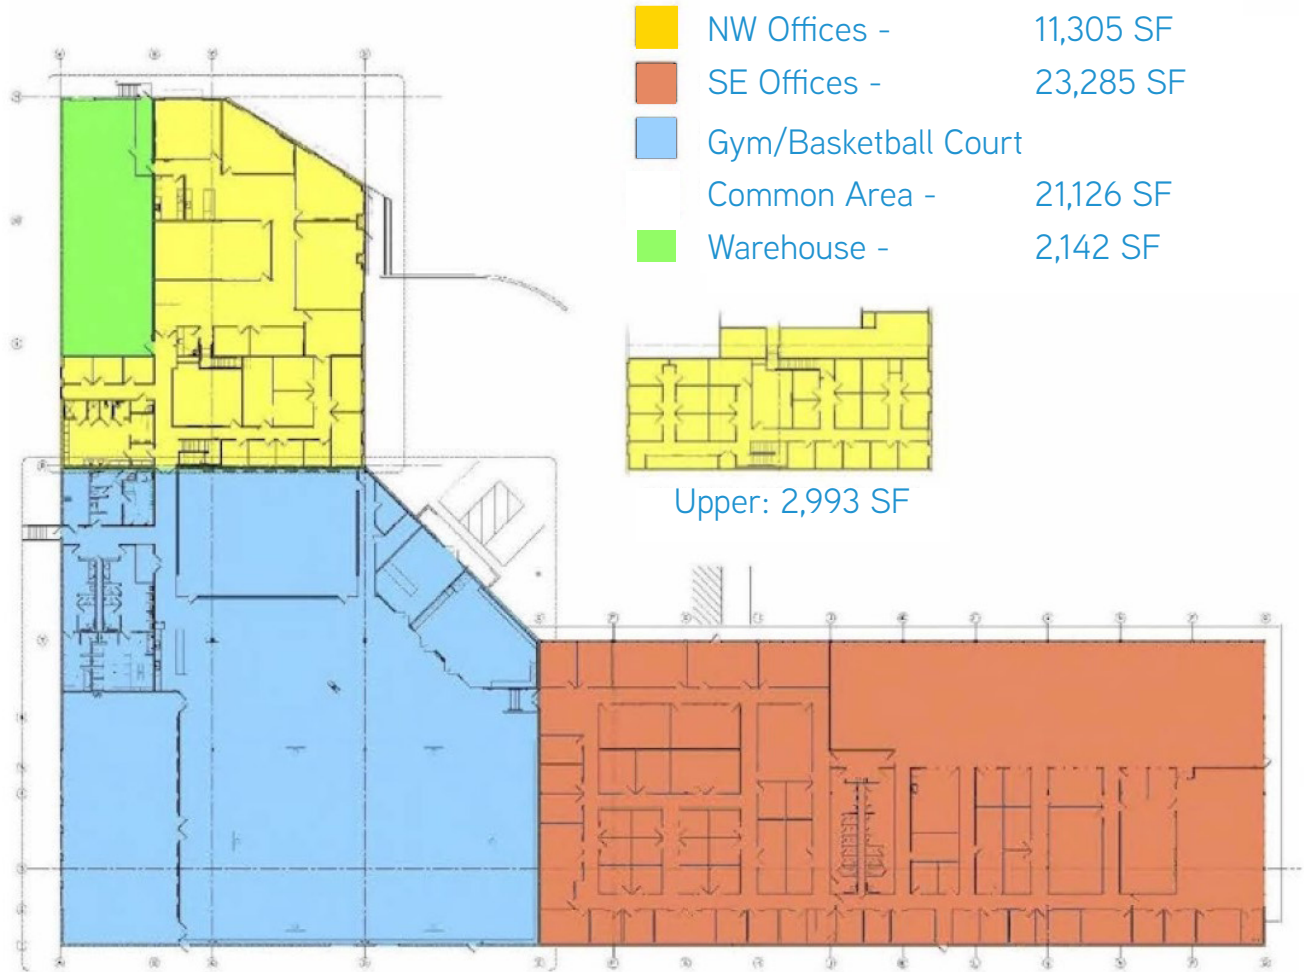 NW Offices - 11,305 SF
SE Offices - 23,285 SF
Gym/Basketball Court
Common Area - 21,126 SF
Warehouse - 2,142 SF
Upper: 2,993 SF